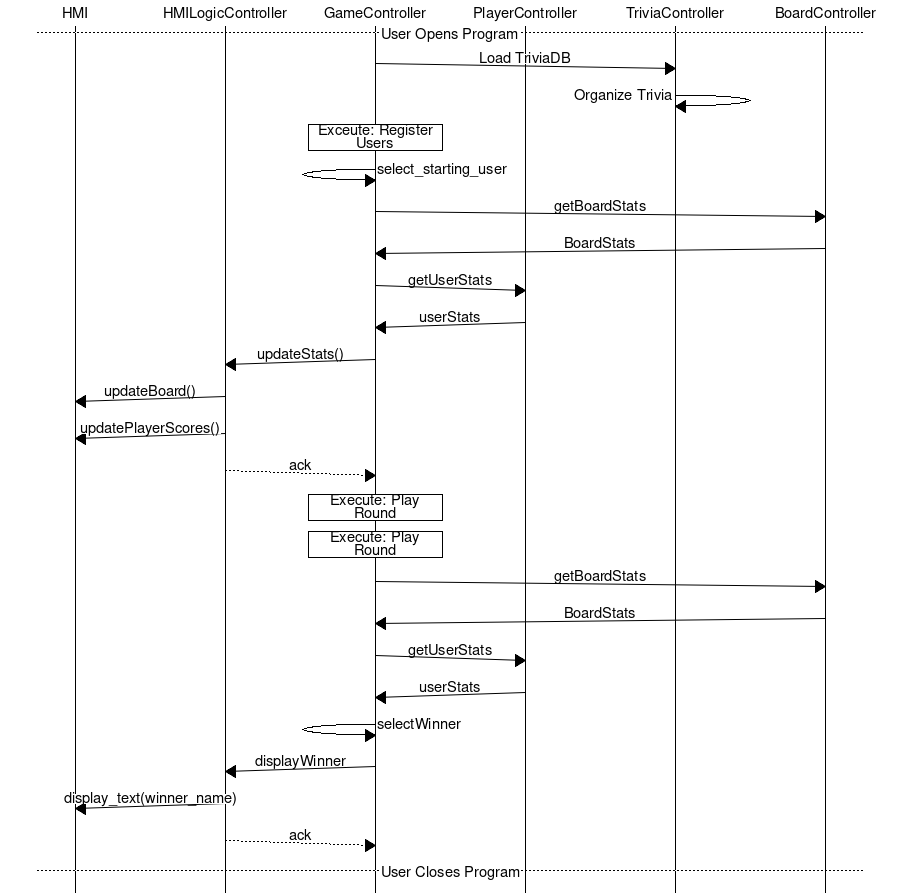 HMI HMILogicController GameController PlayerController TriviaController BoardController
User Opens Program
Load TriviaDB
Organize Trivia
Exceute: Register
Users
select_starting_user
getBoardStats
BoardStats
getUserStats
userStats
updateStats()
updateBoard()
updatePlayerScores()
ack
Execute: Play
Round
Execute: Play
Round
getBoardStats
BoardStats
getUserStats
userStats
selectWinner
displayWinner
display_text(winner_name)
ack
User Closes Program